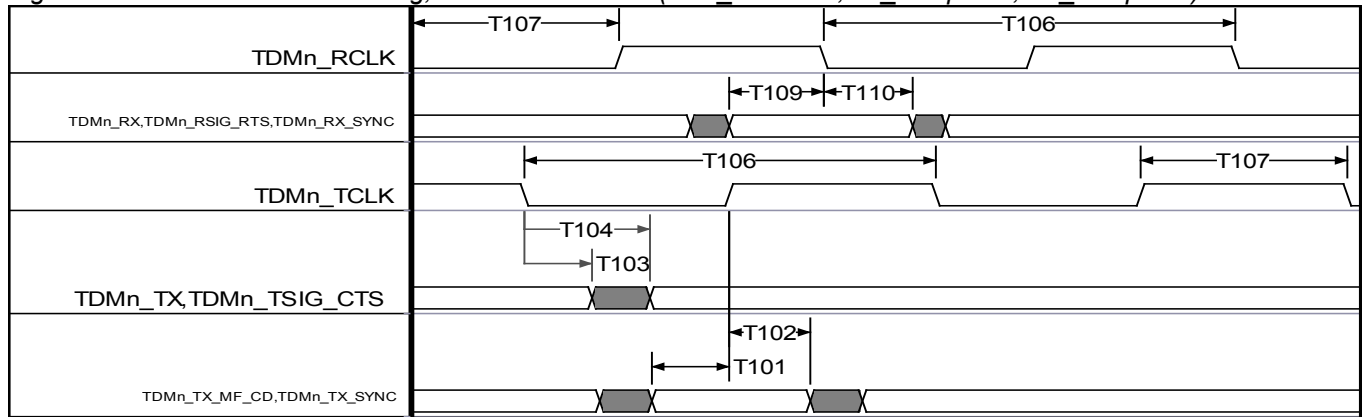 T107
T106
TDMn_RCLK
T109
T110
TDMn_RX,TDMn_RSIG_RTS,TDMn_RX_SYNC
T106
T107
TDMn_TCLK
T104
T103
TDMn_TX,TDMn_TSIG_CTS
T102
T101
TDMn_TX_MF_CD,TDMn_TX_SYNC